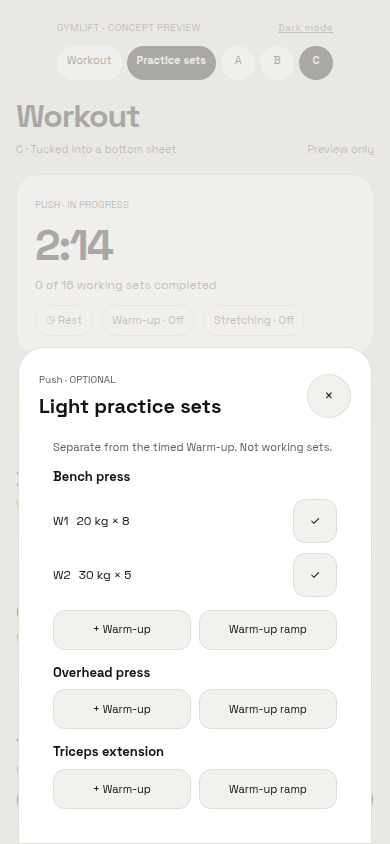 GYMLIFT · CONCEPT PREVIEW
Dark mode
Workout
Practice sets
A
B
C
Workout
C · Tucked into a bottom sheet
Preview only
PUSH · IN PROGRESS
2:14
0 of 16 working sets completed
Rest
Warm-up · Off
Stretching · Off
Push · OPTIONAL
Light practice sets
×
Separate from the timed Warm-up. Not working sets.
Bench press
W1 20 kg × 8
✓
W2 30 kg × 5
✓
+ Warm-up
Warm-up ramp
Overhead press
+ Warm-up
Warm-up ramp
Triceps extension
+ Warm-up
Warm-up ramp